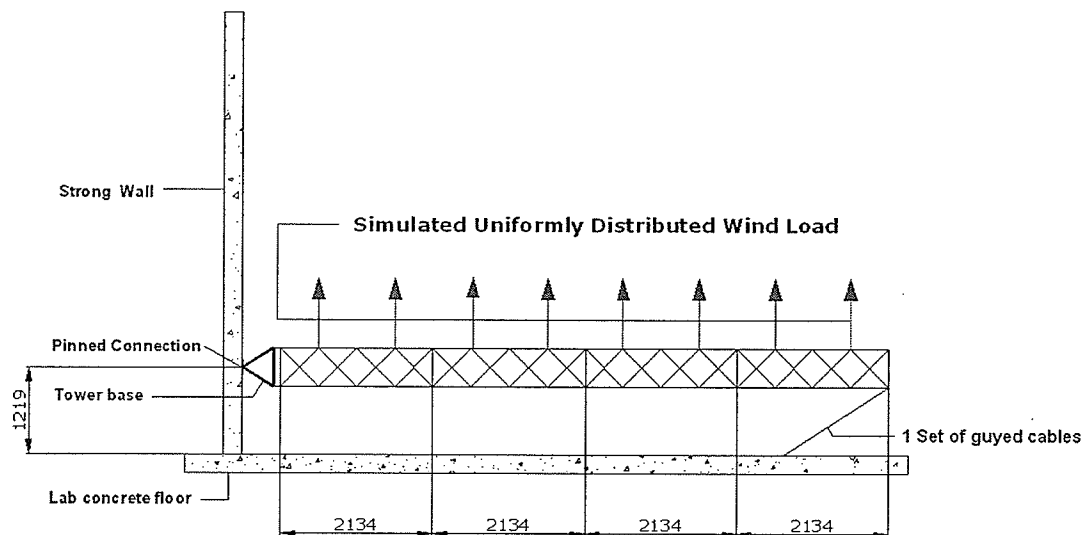 Strong Wall
Simulated Uniformly Distributed Wind Load
Pinned Connection
Tower base
1219
1 Set of guyed cables
Lab concrete floor
2134
2134
2134
2134